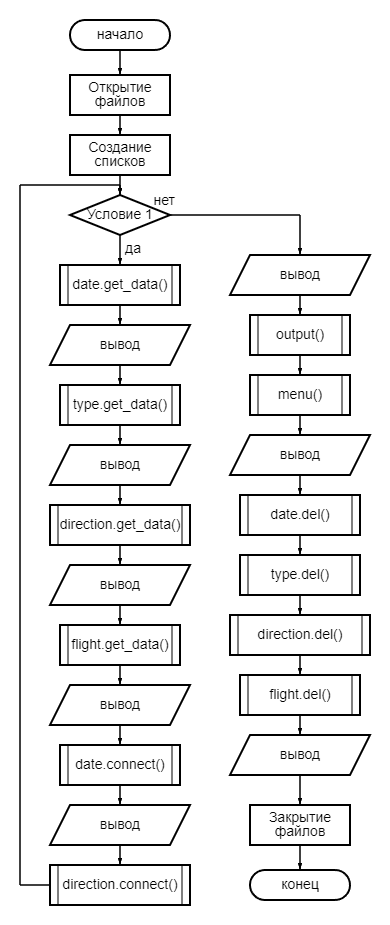 начало
Открытие
файлов
Создание
списков
Условие 1
нет
да
date.get_data()
вывод
type.get_data()
вывод
direction.get_data()
вывод
flight.get_data()
вывод
date.connect()
вывод
direction.connect()
вывод
output()
menu()
вывод
date.del()
type.del()
direction.del()
flight.del()
вывод
Закрытие
файлов
конец